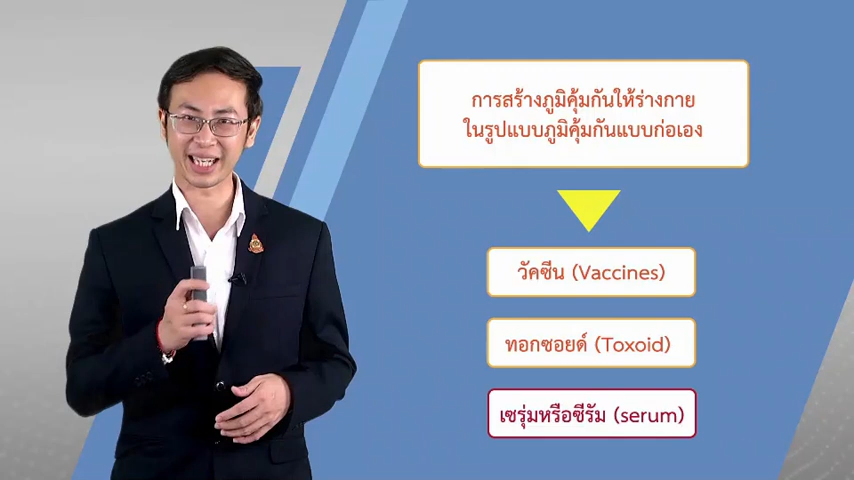 การสร้างภูมิคุ้มกันให้ร่างกาย
ในรูปแบบภูมิคุ้มกันแบบก่อเอง
วัคซีน (Vaccines)
ทอกซอยด์ (Toxoid)
เซรุ่มหรือซีรัม (serum)